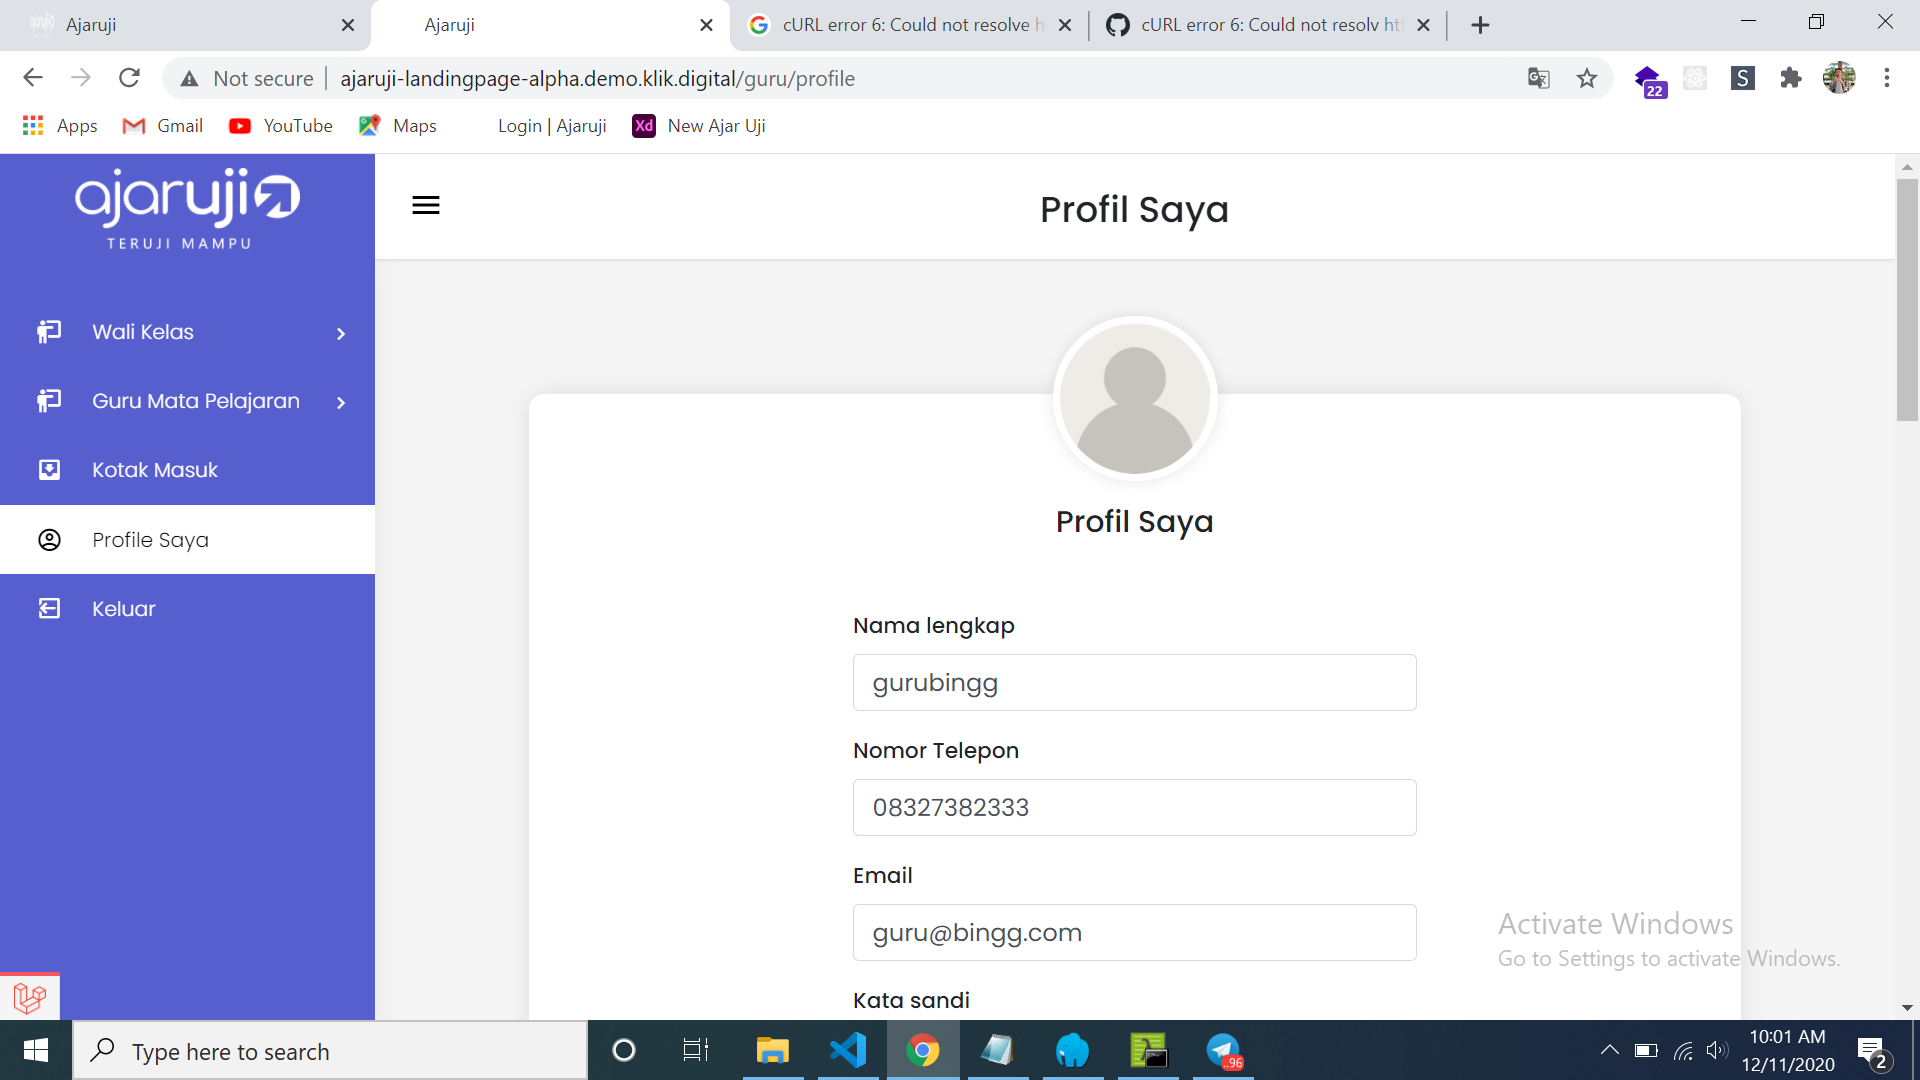 Ajaruji
Ajaruji
cURL error 6: Could not resolve h
cURL error 6: Could not resolv htt
Not secure
ajaruji-landingpage-alpha.demo.klik.digital/guru/profile
S
22
Apps
Gmail
YouTube
Maps
Login | Ajaruji
Xd
New Ajar Uji
ajaruji
TERUJI MAMPU
Profil Saya
Wali Kelas
Guru Mata Pelajaran
Kotak Masuk
Profile Saya
Keluar
Profil Saya
Nama lengkap
gurubingg
Nomor Telepon
08327382333
Email
guru@bingg.com
Kata sandi
Activate Windows
Go to Settings to activate Windows.
Type here to search
..96
10:01 AM
12/11/2020
2